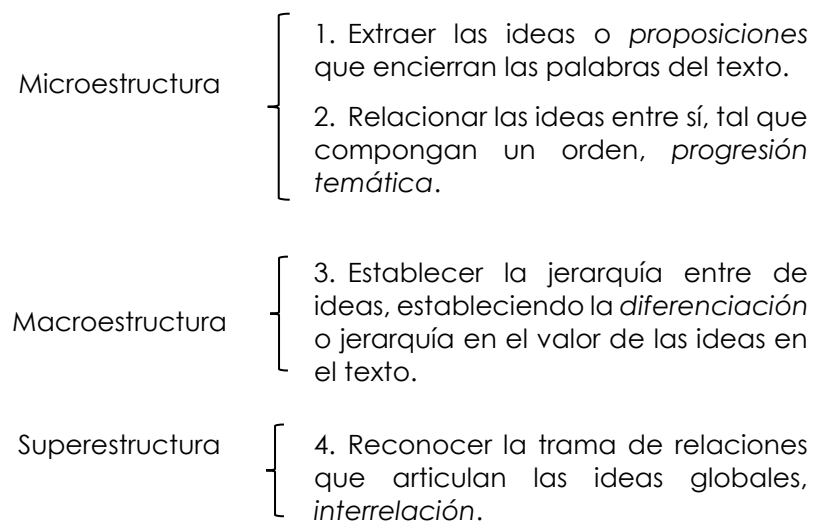 Microestructura
1. Extraer las ideas o proposiciones
que encierran las palabras del texto.
2. Relacionar las ideas entre sí, tal que
compongan un orden, progresión
temática.
Macroestructura
3. Establecer la jerarquía entre de
ideas, estableciendo la diferenciación
o jerarquía en el valor de las ideas en
el texto.
Superestructura
4. Reconocer la trama de relaciones
que articulan las ideas globales,
interrelación.